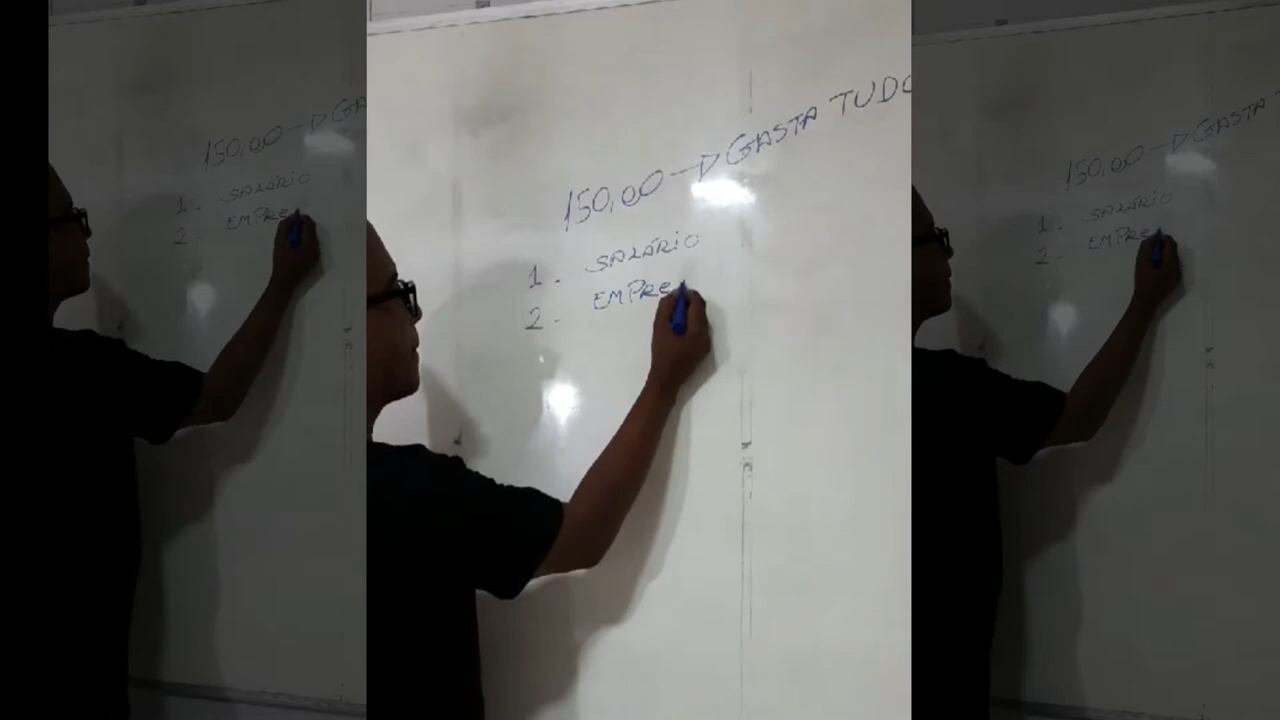 150,00 → GASTA TUDO
1. SALÁRIO
2. EMPRE